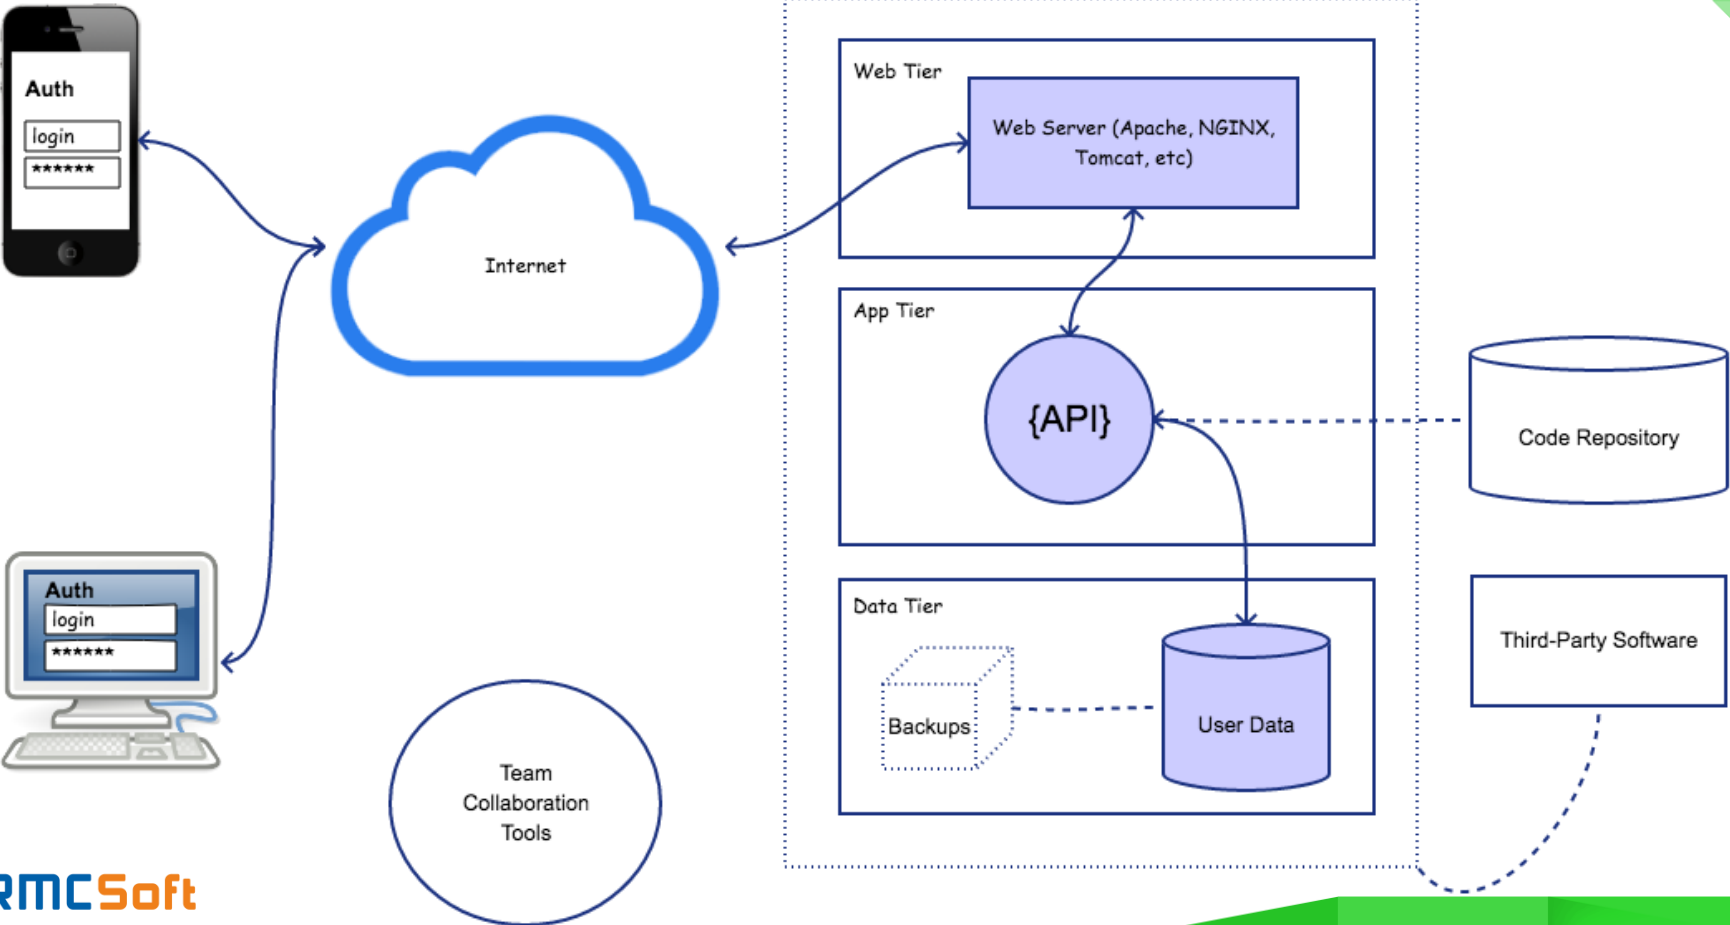 Auth
login
******
Internet
Web Tier
Web Server (Apache, NGINX,
Tomcat, etc)
App Tier
{API}
Code Repository
Auth
login
******
Data Tier
Backups
User Data
Third-Party Software
Team
Collaboration
Tools
RMCSoft